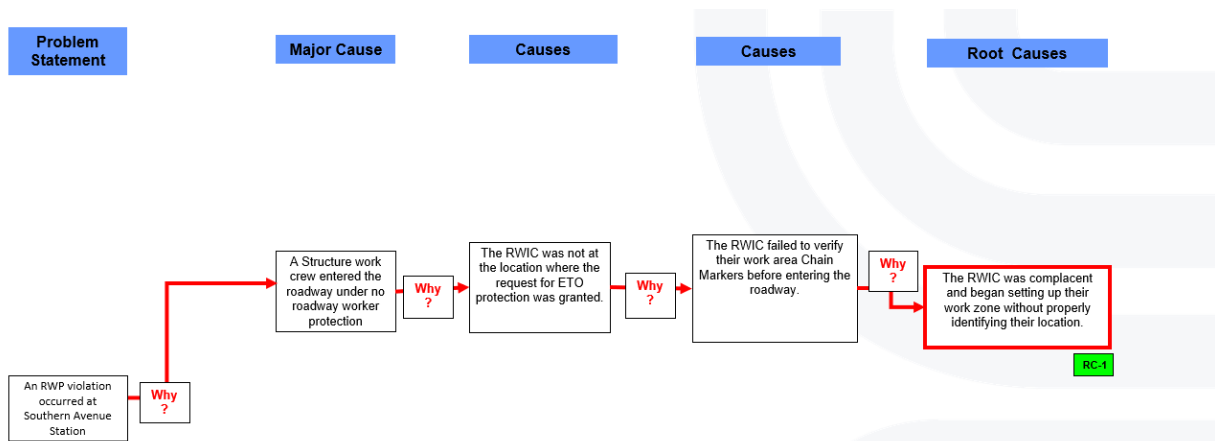 Problem
Statement
Major Cause
Causes
Causes
Root Causes
An RWP violation
occurred at
Southern Avenue
Station
Why
?
A Structure work
crew entered the
roadway under no
roadway worker
protection
Why
?
The RWIC was not at
the location where the
request for ETO
protection was granted.
Why
?
The RWIC failed to verify
their work area Chain
Markers before entering the
roadway.
Why
?
The RWIC was complacent
and began setting up their
work zone without properly
identifying their location.
RC-1